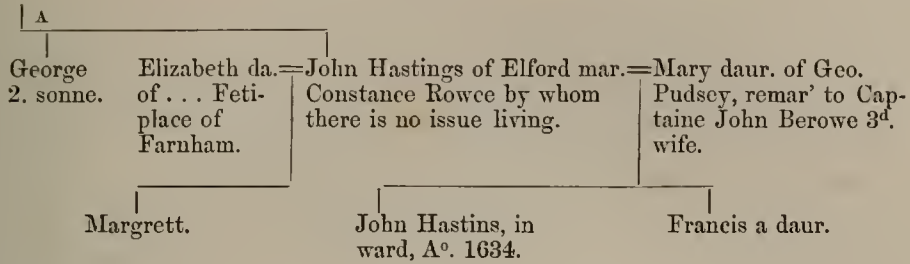 A
George
2. sonne.
Elizabeth da.=
of . . . Feti-
place of
Farnham.
John Hastings of Elford mar.=
Constance Rowce by whom
there is no issue living.
Mary daur. of Geo.
Pudsey, remar' to Cap-
taine John Berowe 3d.
wife.
Margrett.
John Hastins, in
ward, Ao. 1634.
Francis a daur.